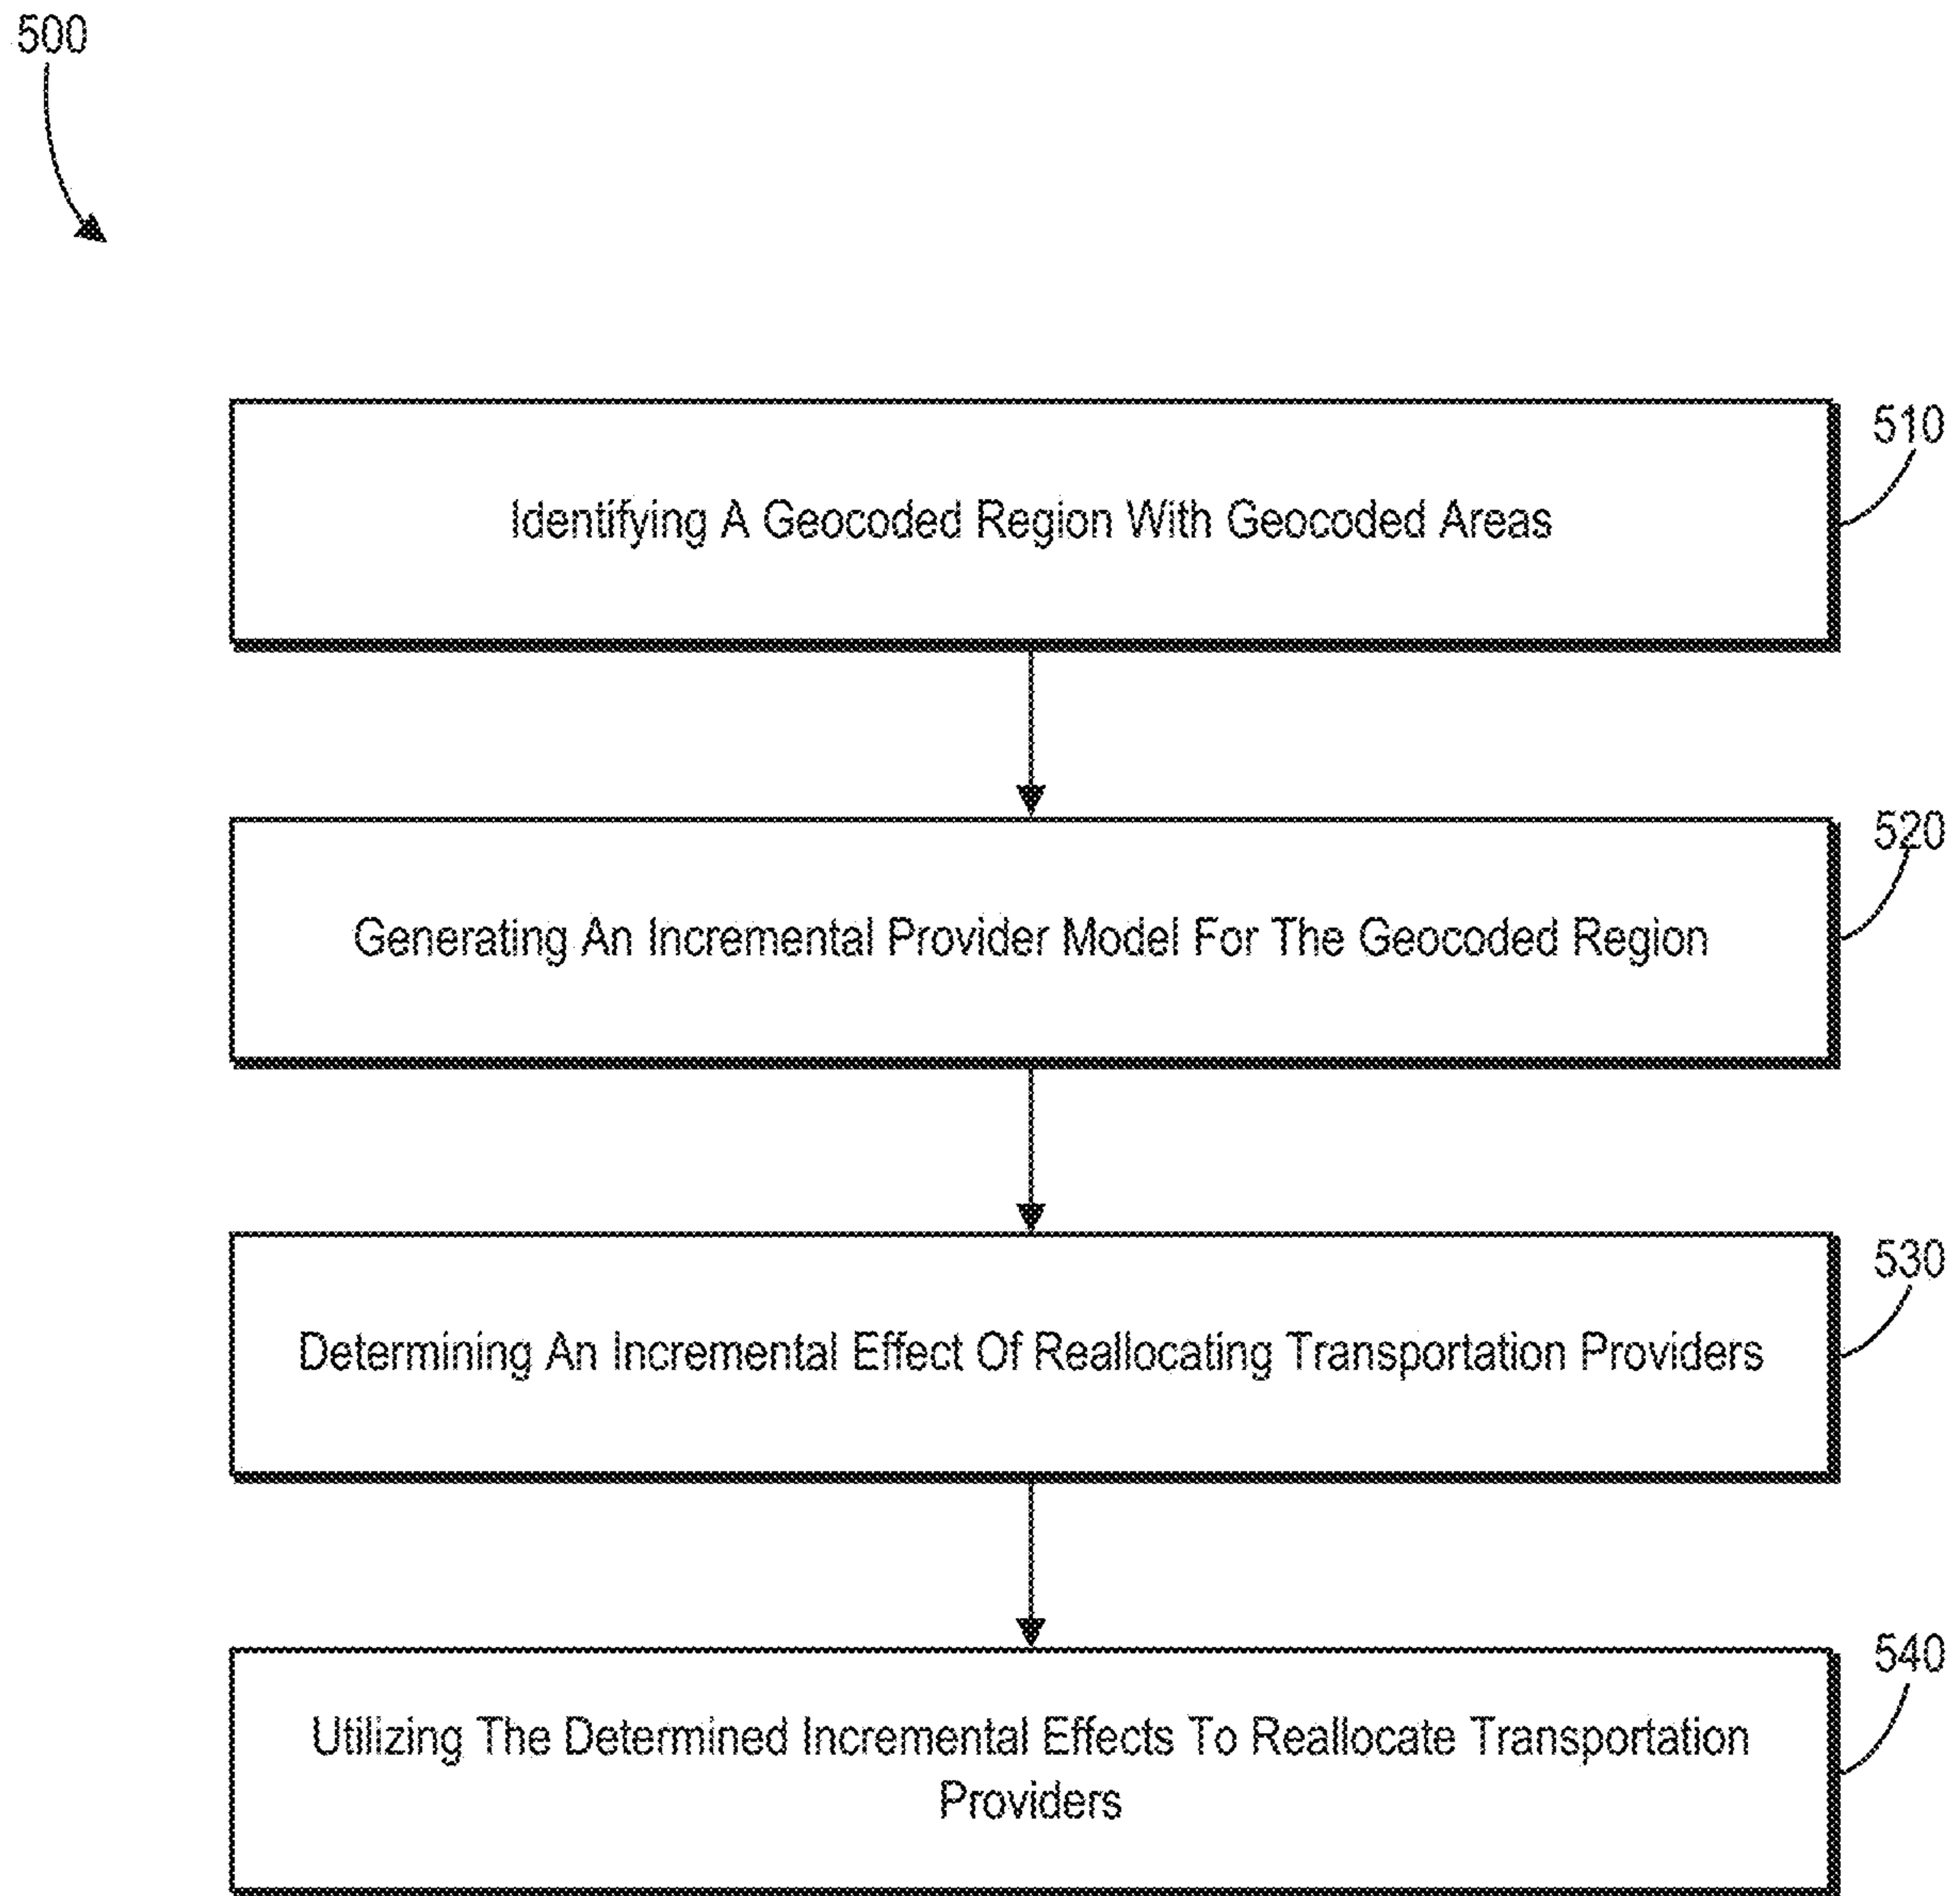 500
510
Identifying A Geocoded Region With Geocoded Areas
520
Generating An Incremental Provider Model For The Geocoded Region
530
Determining An Incremental Effect Of Reallocating Transportation Providers
540
Utilizing The Determined Incremental Effects To Reallocate Transportation
Providers